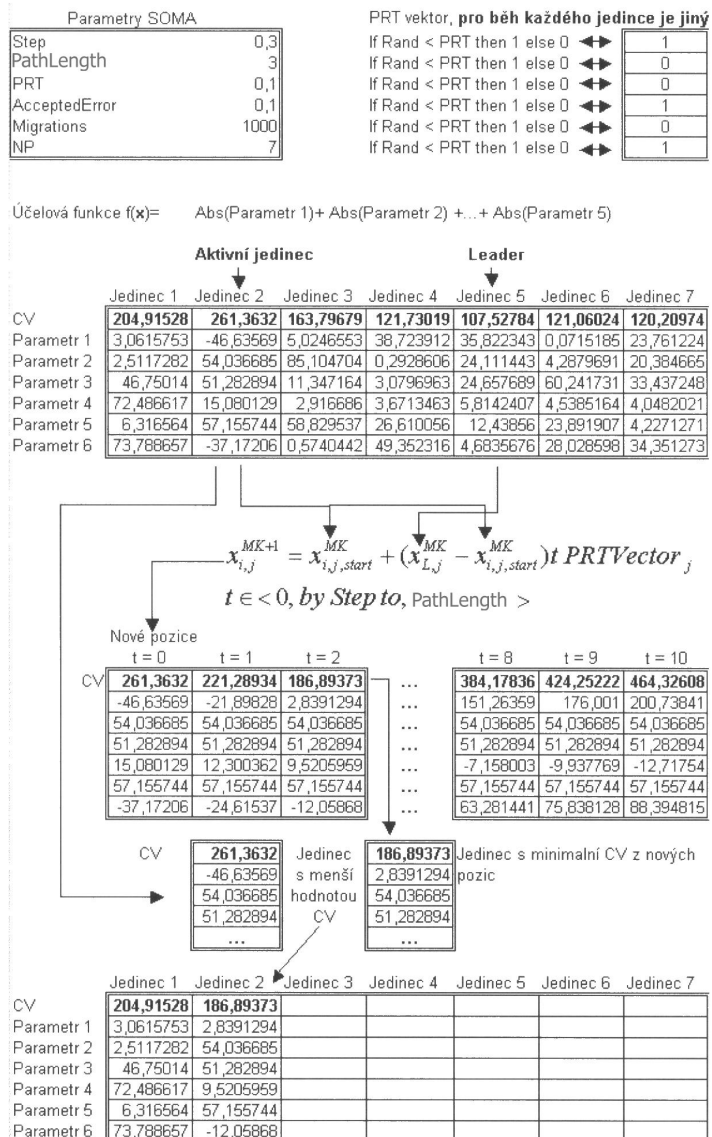 Parametry SOMA
Step 0,3
PathLength 3
PRT 0,1
AcceptedError 0,1
Migrations 1000
NP 7
PRT vektor, pro běh každého jedince je jiný
If Rand < PRT then 1 else 0 1
If Rand < PRT then 1 else 0 0
If Rand < PRT then 1 else 0 0
If Rand < PRT then 1 else 0 1
If Rand < PRT then 1 else 0 0
If Rand < PRT then 1 else 0 1
Účelová funkce f(x)= Abs(Parametr 1)+ Abs(Parametr 2) +...+ Abs(Parametr 5)
Aktivní jedinec Leader
Jedinec 1 Jedinec 2 Jedinec 3 Jedinec 4 Jedinec 5 Jedinec 6 Jedinec 7
CV 204,91528 261,3632 163,79679 121,73019 107,52784 121,06024 120,20974
Parametr 1 3,0615753 -46,63569 5,0246553 38,723912 35,822343 0,0715185 23,761224
Parametr 2 2,5117282 54,036685 85,104704 0,2928606 24,111443 4,2879691 20,384665
Parametr 3 46,75014 51,282894 11,347164 3,0796963 24,657689 60,241731 33,437248
Parametr 4 72,486617 15,080129 2,916686 3,6713463 5,8142407 4,5385164 4,0482021
Parametr 5 6,316564 57,155744 58,829537 26,610056 12,43856 23,891907 4,2271271
Parametr 6 73,788657 -37,17206 0,5740442 49,352316 4,6835676 28,028598 34,351273
x_{i,j}^{MK+1} = x_{i,j,start}^{MK} + (x_{L,j}^{MK} − x_{i,j,start}^{MK})t PRTVector_j
t ∈ < 0, by Step to, PathLength >
Nové pozice
t = 0 t = 1 t = 2 t = 8 t = 9 t = 10
CV 261,3632 221,28934 186,89373 ... 384,17836 424,25222 464,32608
-46,63569 -21,89828 2,8391294 ... 151,26359 176,001 200,73841
54,036685 54,036685 54,036685 ... 54,036685 54,036685 54,036685
51,282894 51,282894 51,282894 ... 51,282894 51,282894 51,282894
15,080129 12,300362 9,5205959 ... -7,158003 -9,937769 -12,71754
57,155744 57,155744 57,155744 ... 57,155744 57,155744 57,155744
-37,17206 -24,61537 -12,05868 ... 63,281441 75,838128 88,394815
CV 261,3632 Jedinec 186,89373 Jedinec s minimalní CV z nových
-46,63569 s menší 2,8391294 pozic
54,036685 hodnotou 54,036685
51,282894 CV 51,282894
... ...
Jedinec 1 Jedinec 2 Jedinec 3 Jedinec 4 Jedinec 5 Jedinec 6 Jedinec 7
CV 204,91528 186,89373
Parametr 1 3,0615753 2,8391294
Parametr 2 2,5117282 54,036685
Parametr 3 46,75014 51,282894
Parametr 4 72,486617 9,5205959
Parametr 5 6,316564 57,155744
Parametr 6 73,788657 -12,05868